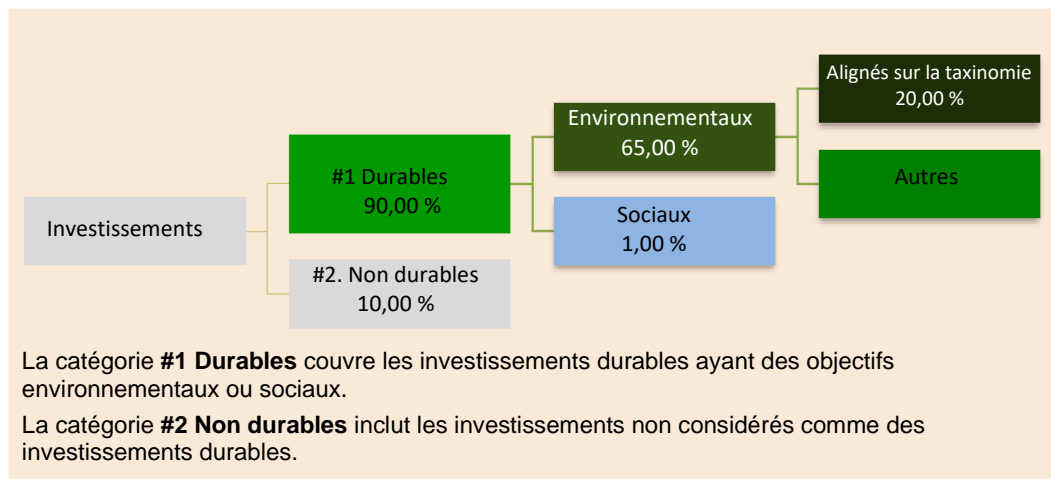 Investissements
#1 Durables
90,00 %
#2. Non durables
10,00 %
Environnementaux
65,00 %
Sociaux
1,00 %
Alignés sur la taxinomie
20,00 %
Autres
La catégorie #1 Durables couvre les investissements durables ayant des objectifs
environnementaux ou sociaux.
La catégorie #2 Non durables inclut les investissements non considérés comme des
investissements durables.